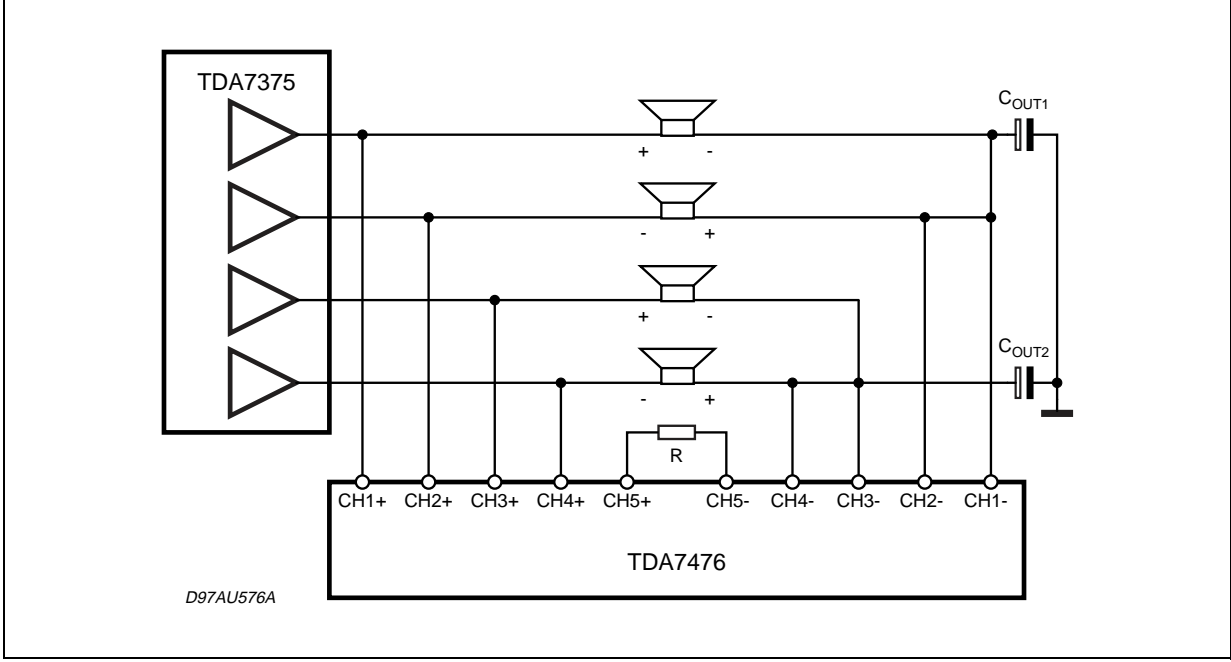 TDA7375
COUT1
+ -
- +
+ -
COUT2
- +
R
CH1+ CH2+ CH3+ CH4+ CH5+ CH5- CH4- CH3- CH2- CH1-
TDA7476
D97AU576A